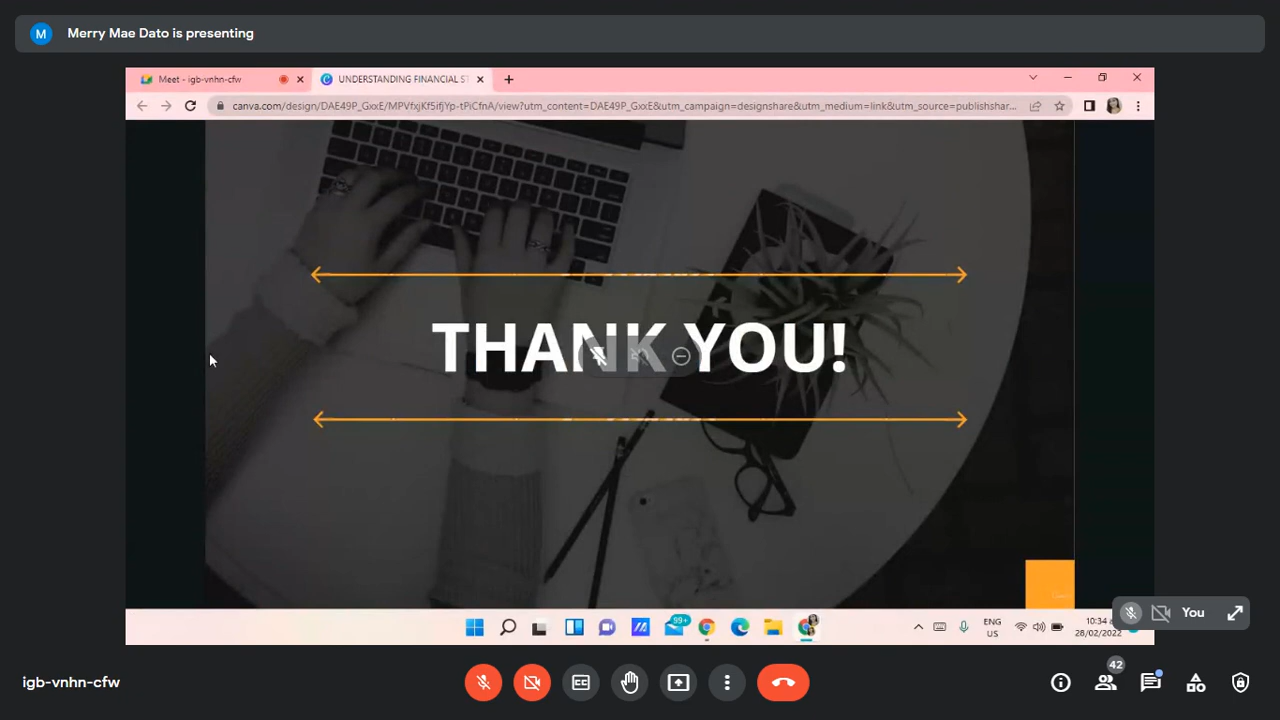 M Merry Mae Dato is presenting
Meet - igb-vnhn-cfw
UNDERSTANDING FINANCIAL ST
canva.com/design/DAE49P_GxxE/MPVfxjKf5ifjYp-tPiCfnA/view?utm_content=DAE49P_GxxE&utm_campaign=designshare&utm_medium=link&utm_source=publishshar...
THANK YOU!
99+
ENG
US
10:34
28/02/2022
You
igb-vnhn-cfw
CC
42